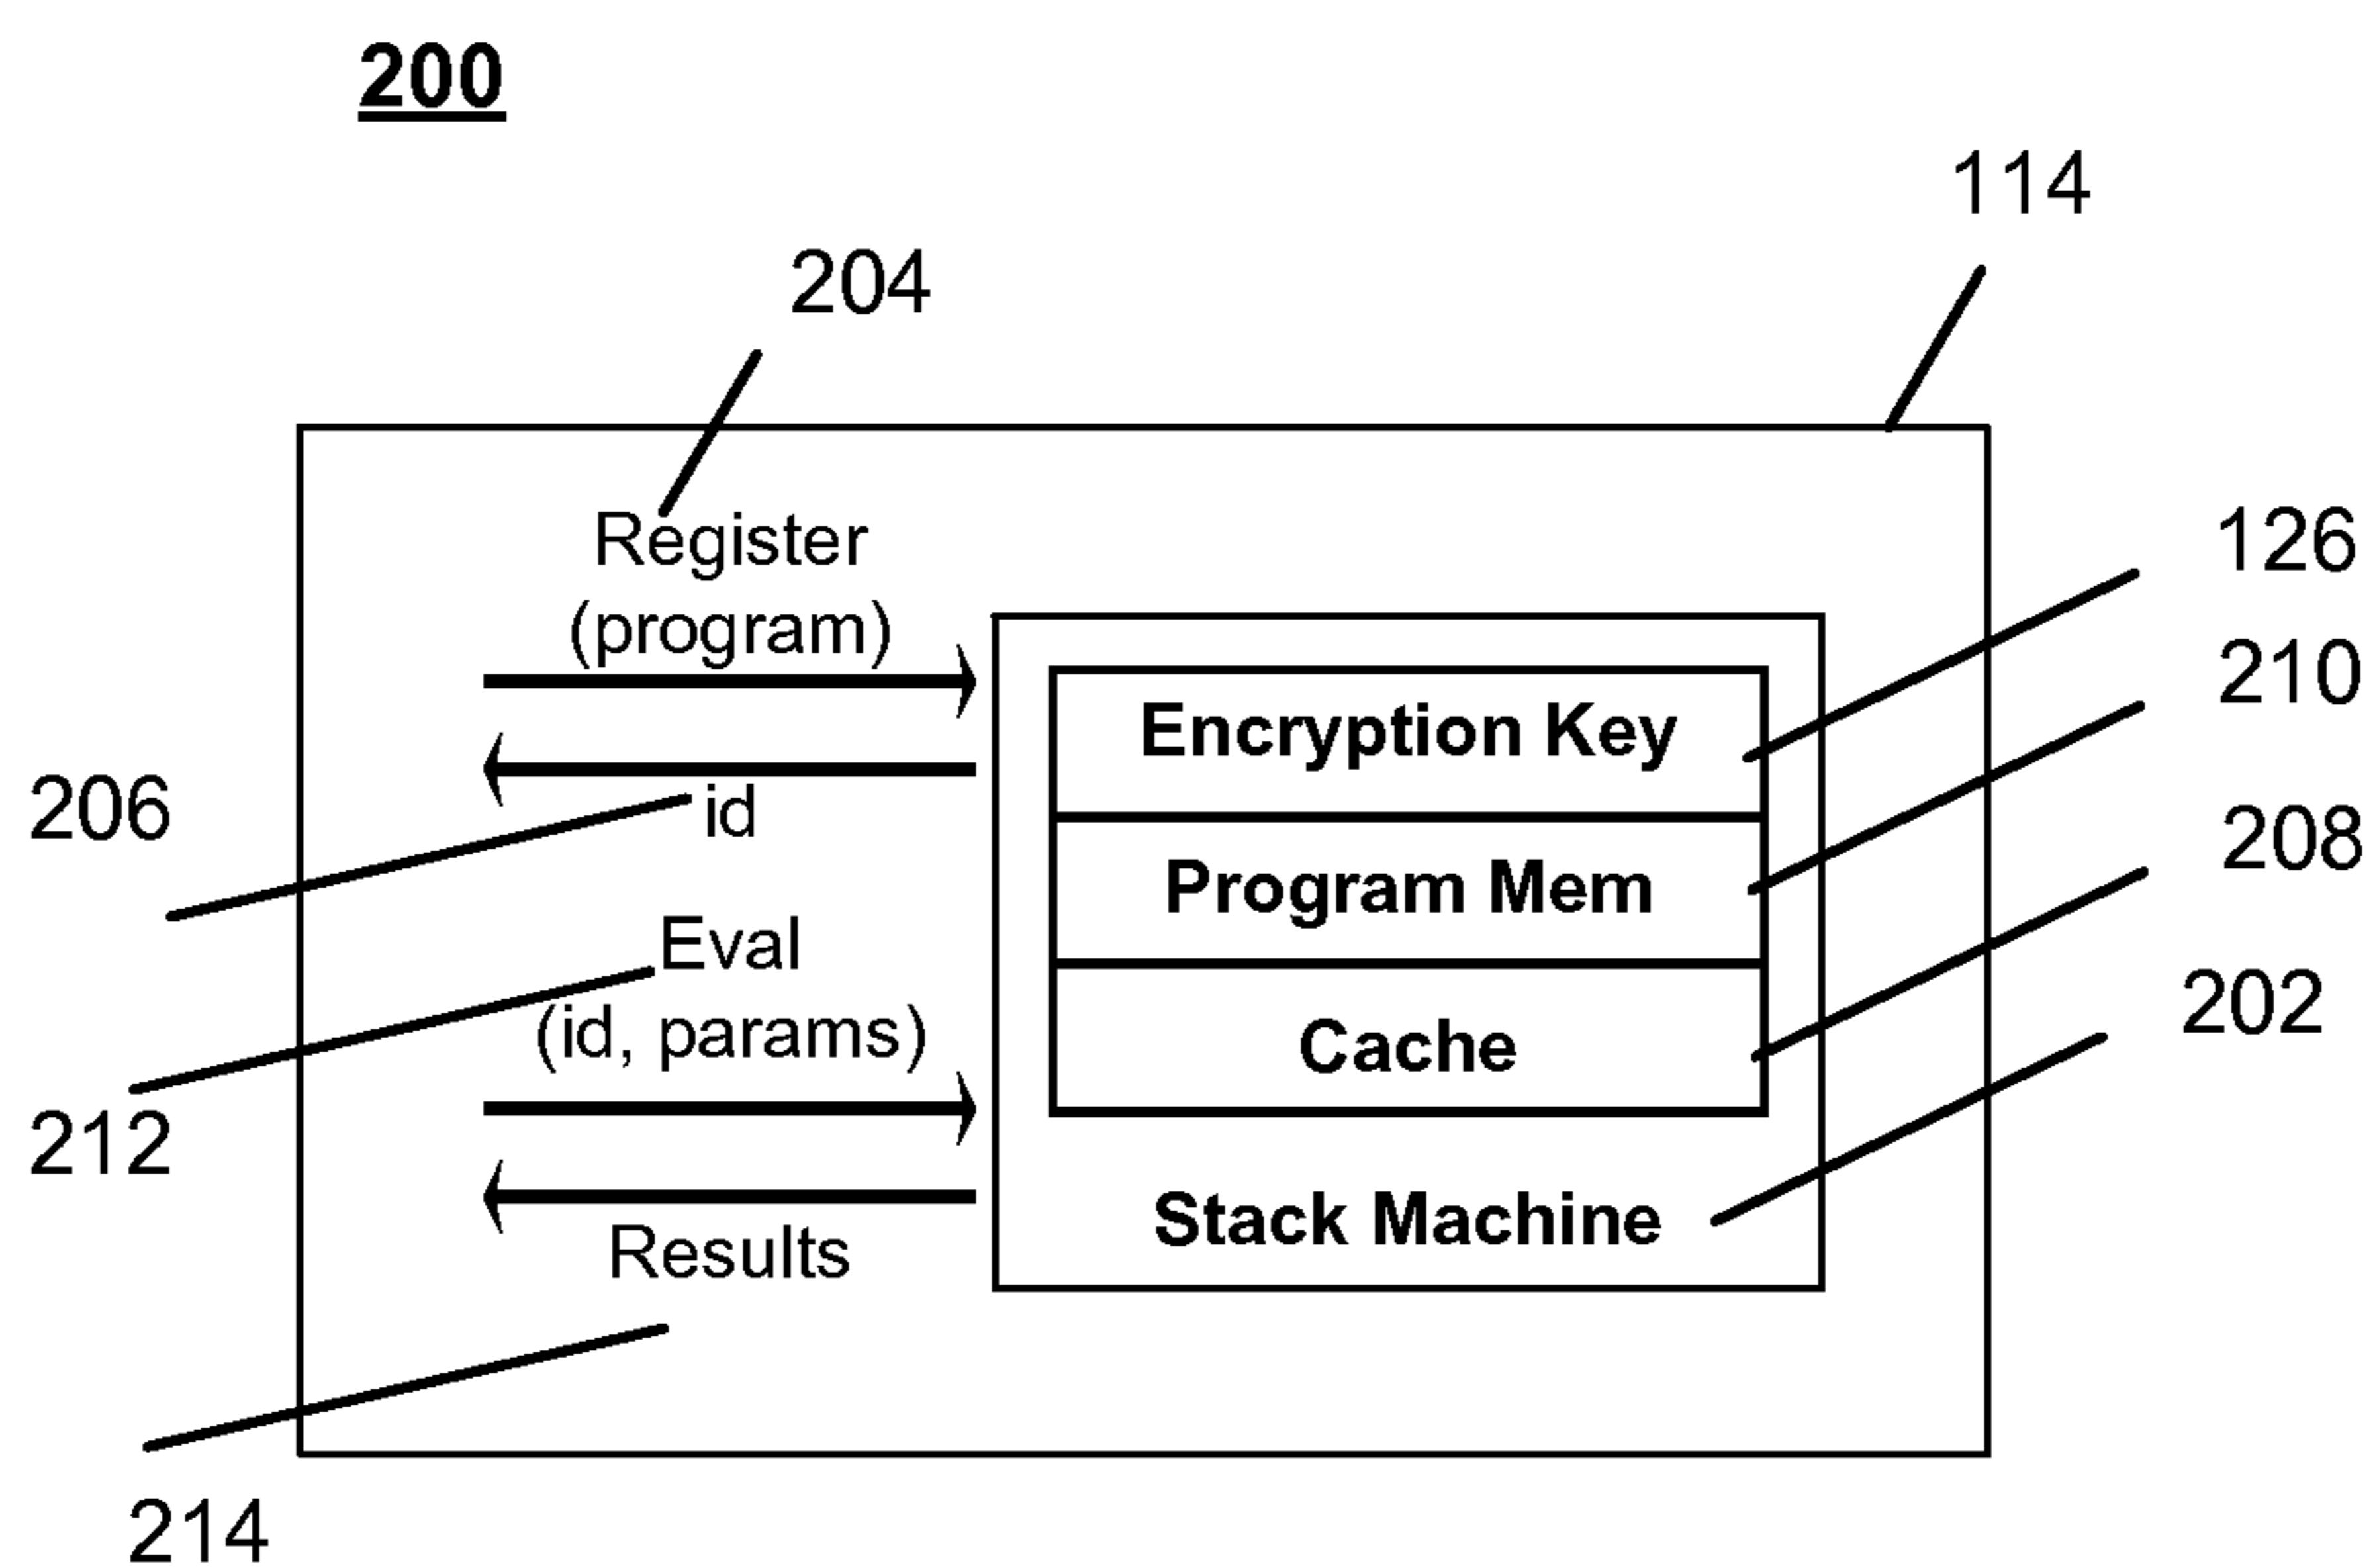 200
114
204
Register
(program)
126
Encryption Key
210
206
id
Program Mem
208
Eval
(id, params)
Cache
202
212
Stack Machine
Results
214